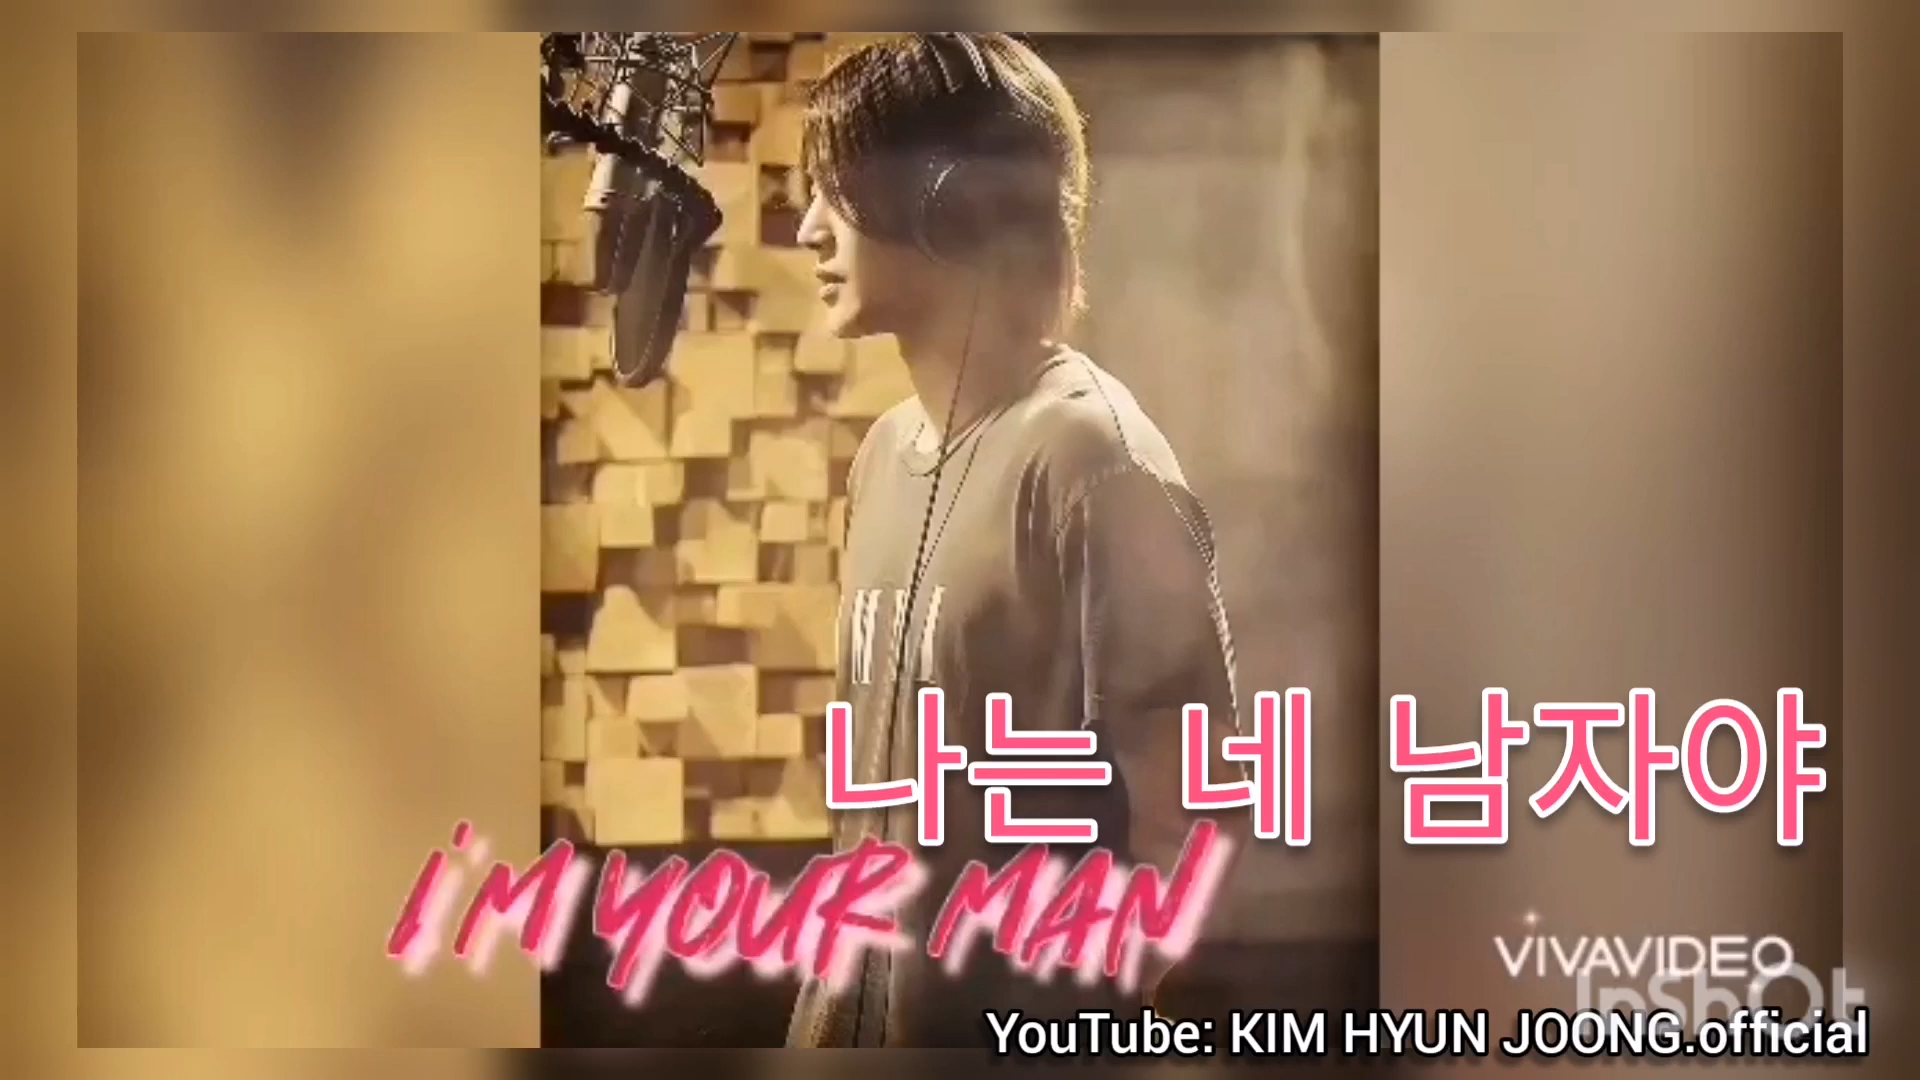 나는 네 남자야
I'M YOUR MAN
VIVAVIDEO
InShOt
YouTube: KIM HYUN JOONG.official